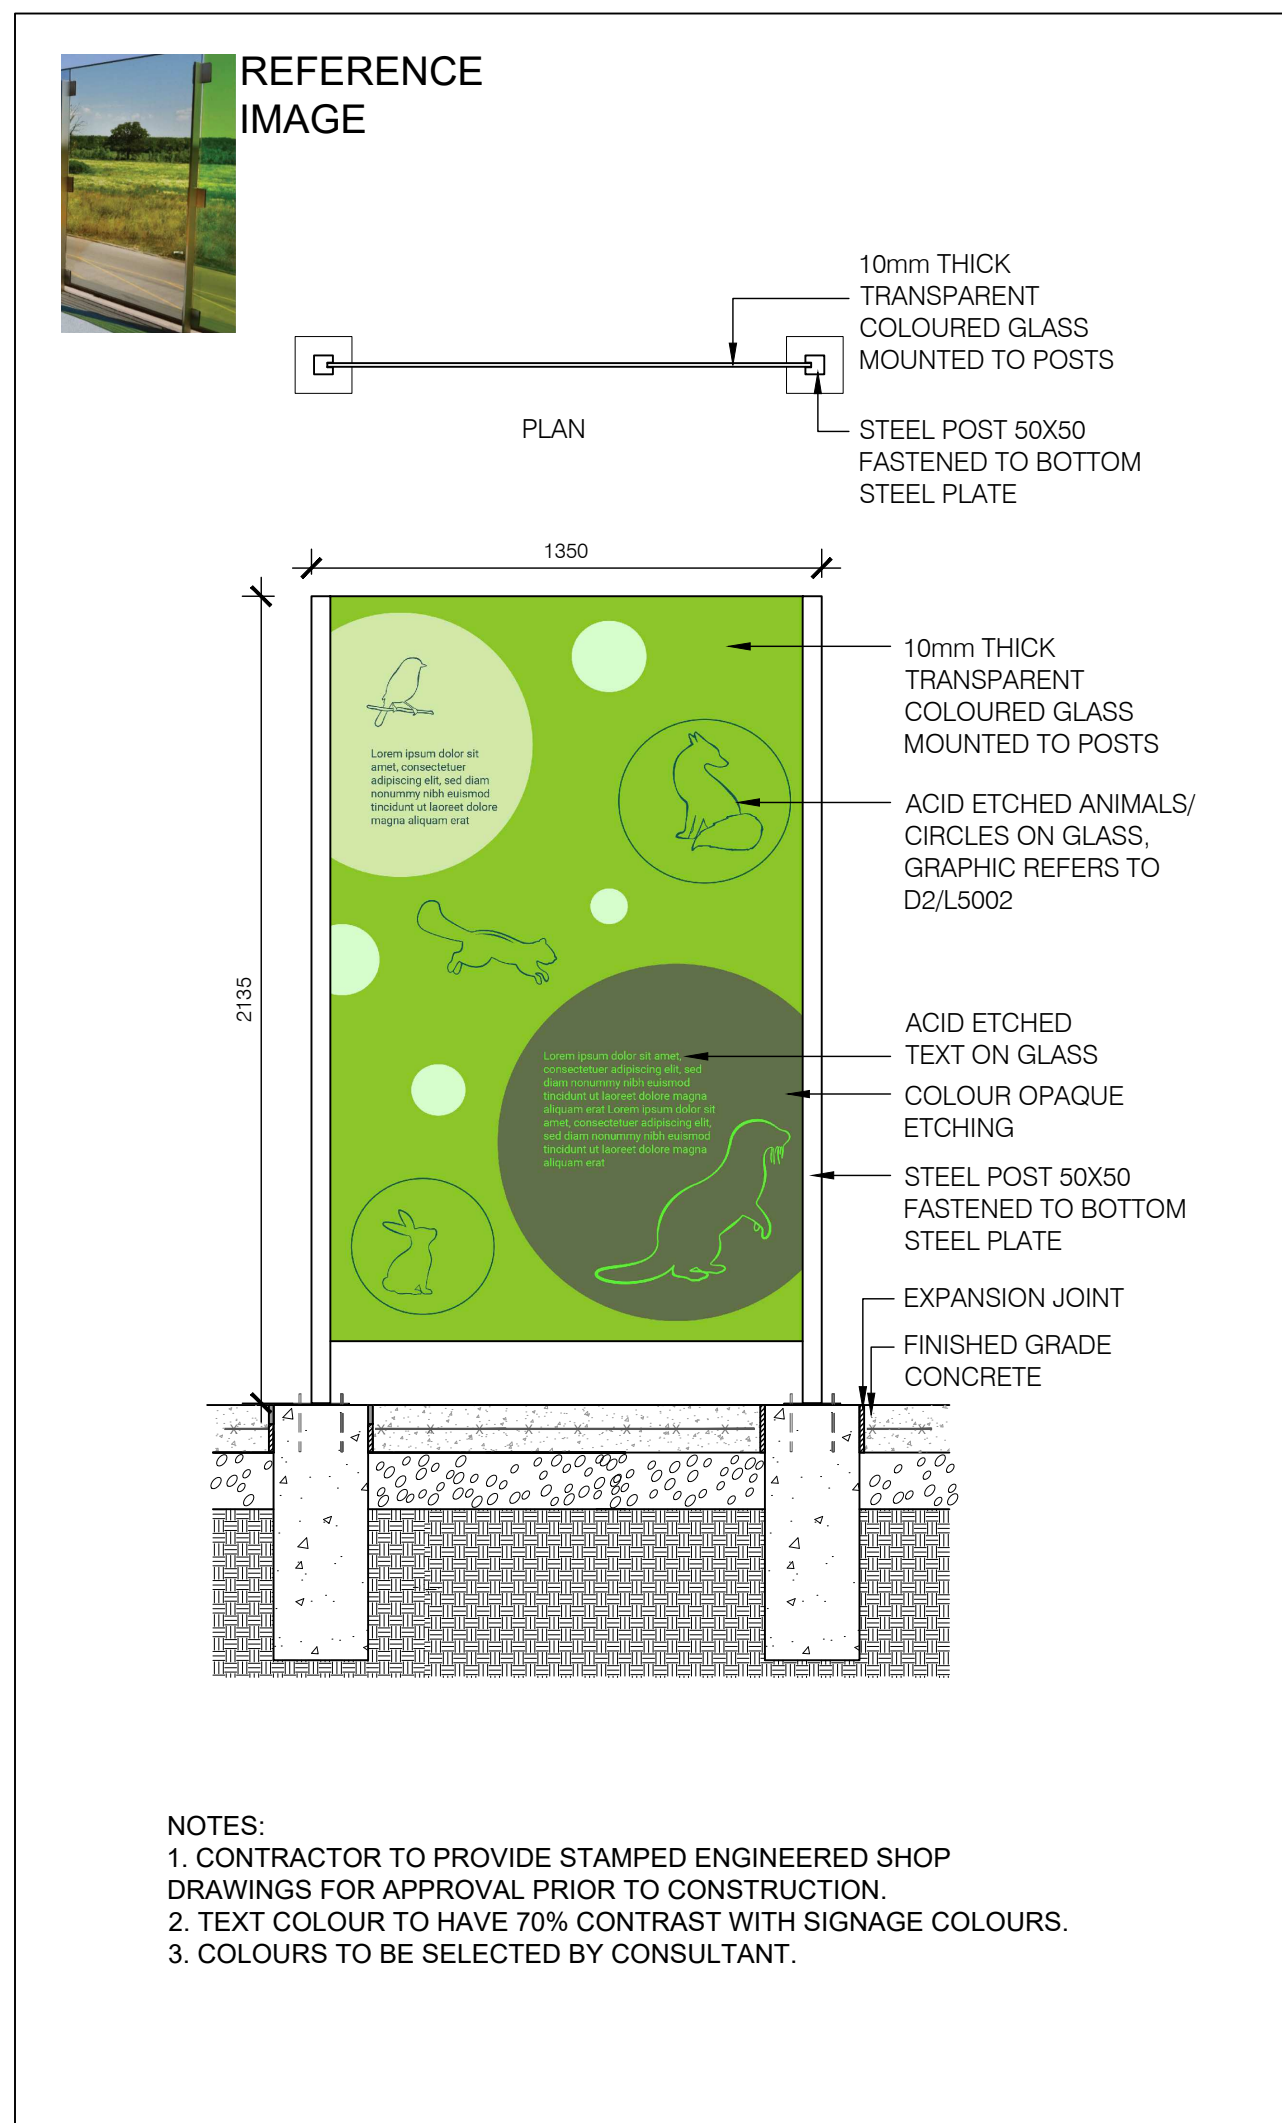 REFERENCE
IMAGE
10mm THICK
TRANSPARENT
COLOURED GLASS
MOUNTED TO POSTS
PLAN
STEEL POST 50X50
FASTENED TO BOTTOM
STEEL PLATE
1350
2135
Lorem ipsum dolor sit
amet, consectetuer
adipiscing elit, sed diam
nonummy nibh euismod
tincidunt ut laoreet dolore
magna aliquam erat
10mm THICK
TRANSPARENT
COLOURED GLASS
MOUNTED TO POSTS
ACID ETCHED ANIMALS/
CIRCLES ON GLASS,
GRAPHIC REFERS TO
D2/L5002
Lorem ipsum dolor sit amet,
consectetuer adipiscing elit, sed
diam nonummy nibh euismod
tincidunt ut laoreet dolore magna
aliquam erat Lorem ipsum dolor sit
amet, consectetuer adipiscing elit,
sed diam nonummy nibh euismod
tincidunt ut laoreet dolore magna
aliquam erat
ACID ETCHED
TEXT ON GLASS
COLOUR OPAQUE
ETCHING
STEEL POST 50X50
FASTENED TO BOTTOM
STEEL PLATE
EXPANSION JOINT
FINISHED GRADE
CONCRETE
NOTES:
1. CONTRACTOR TO PROVIDE STAMPED ENGINEERED SHOP
DRAWINGS FOR APPROVAL PRIOR TO CONSTRUCTION.
2. TEXT COLOUR TO HAVE 70% CONTRAST WITH SIGNAGE COLOURS.
3. COLOURS TO BE SELECTED BY CONSULTANT.